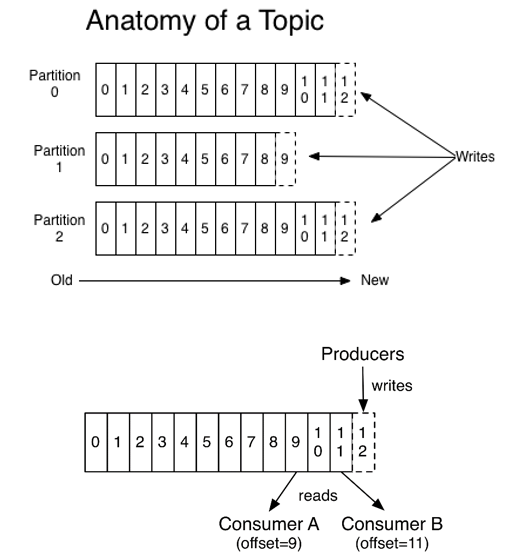 Anatomy of a Topic
Partition
0
0 1 2 3 4 5 6 7 8 9 10 11 12
Partition
1
0 1 2 3 4 5 6 7 8 9
Writes
Partition
2
0 1 2 3 4 5 6 7 8 9 10 11 12
Old New
Producers
writes
0 1 2 3 4 5 6 7 8 9 10 11 12
reads
Consumer A Consumer B
(offset=9) (offset=11)